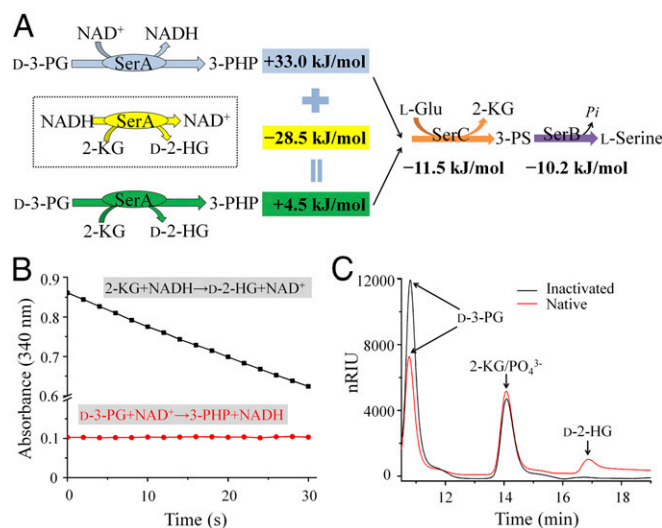 A
NAD⁺ NADH
D-3-PG SerA 3-PHP +33.0 kJ/mol
NADH SerA NAD⁺ −28.5 kJ/mol
2-KG D-2-HG
D-3-PG SerA 3-PHP +4.5 kJ/mol
2-KG D-2-HG
L-Glu 2-KG Pi
SerC 3-PS SerB L-Serine
−11.5 kJ/mol −10.2 kJ/mol
B
Absorbance (340 nm)
0.9
0.8
0.7
0.6
0.2
0.1
0.0
2-KG+NADH→D-2-HG+NAD⁺
D-3-PG+NAD⁺→3-PHP+NADH
0 10 20 30
Time (s)
C
nRIU
12000
8000
4000
0
Inactivated
Native
D-3-PG
2-KG/PO₄³⁻
D-2-HG
12 14 16 18
Time (min)